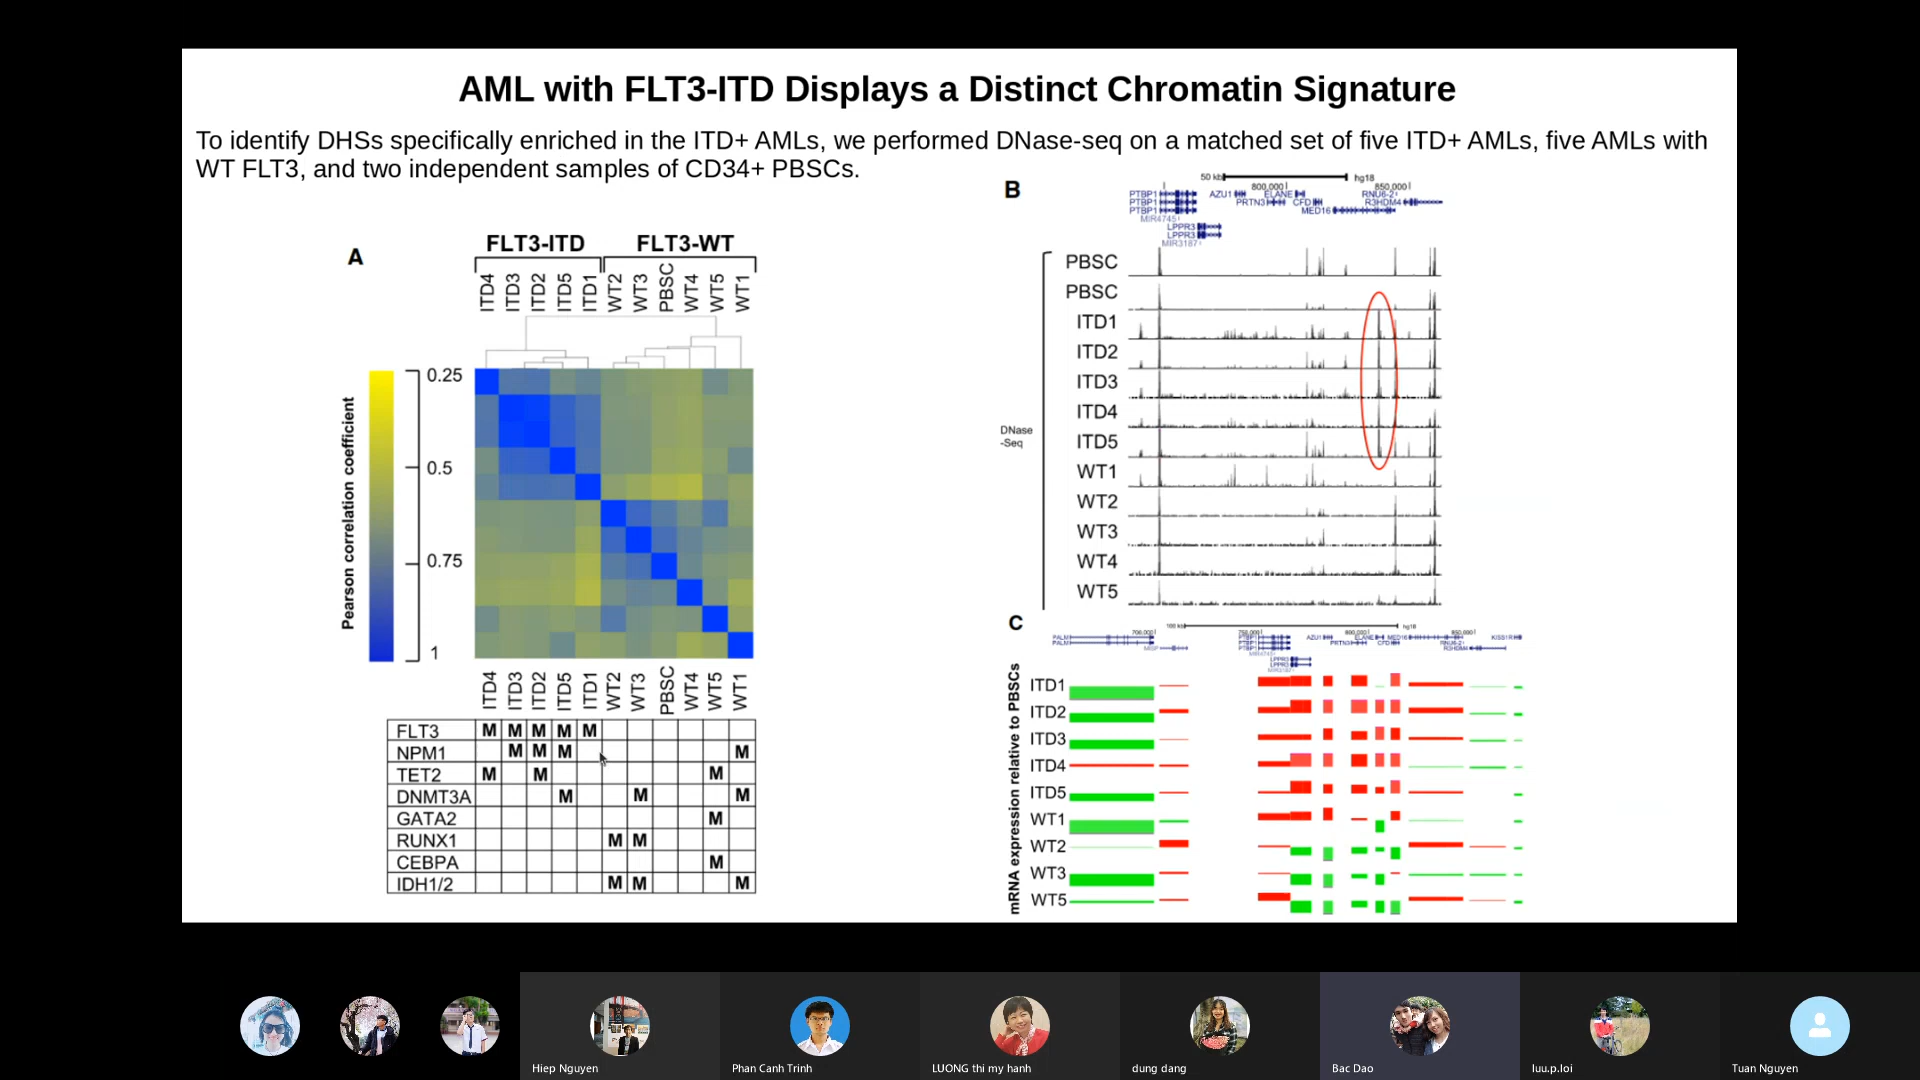 AML with FLT3-ITD Displays a Distinct Chromatin Signature
To identify DHSs specifically enriched in the ITD+ AMLs, we performed DNase-seq on a matched set of five ITD+ AMLs, five AMLs with
WT FLT3, and two independent samples of CD34+ PBSCs.
A
FLT3-ITD FLT3-WT
ITD4 ITD3 ITD2 ITD5 ITD1 WT2 WT3 PBSC WT4 WT5 WT1
Pearson correlation coefficient
0.25
0.5
0.75
1
ITD4 ITD3 ITD2 ITD5 ITD1 WT2 WT3 PBSC WT4 WT5 WT1
FLT3 M M M M M
NPM1 M M M M
TET2 M M M
DNMT3A M M M
GATA2 M
RUNX1 M M
CEBPA M
IDH1/2 M M M
B
50 kb hg18
800,000 850,000
PTBP1 AZU1 ELANE RNU6-2
PTBP1 PRTN3 CFD R3HDM4
PTBP1 MED16
MIR4745
LPPR3
LPPR3
MIR3187
DNase
-Seq
PBSC
PBSC
ITD1
ITD2
ITD3
ITD4
ITD5
WT1
WT2
WT3
WT4
WT5
C
100 kb hg18
700,000 750,000 800,000 850,000
PALM PTBP1 AZU1 ELANE MED16 KISS1R
PALM PTBP1 PRTN3 CFD RNU6-2
MISP PTBP1 R3HDM4
MIR4745
LPPR3
LPPR3
MIR3187
mRNA expression relative to PBSCs
ITD1
ITD2
ITD3
ITD4
ITD5
WT1
WT2
WT3
WT5
Hiep Nguyen
Phan Canh Trinh
LUONG thi my hanh
dung dang
Bac Dao
luu.p.loi
Tuan Nguyen